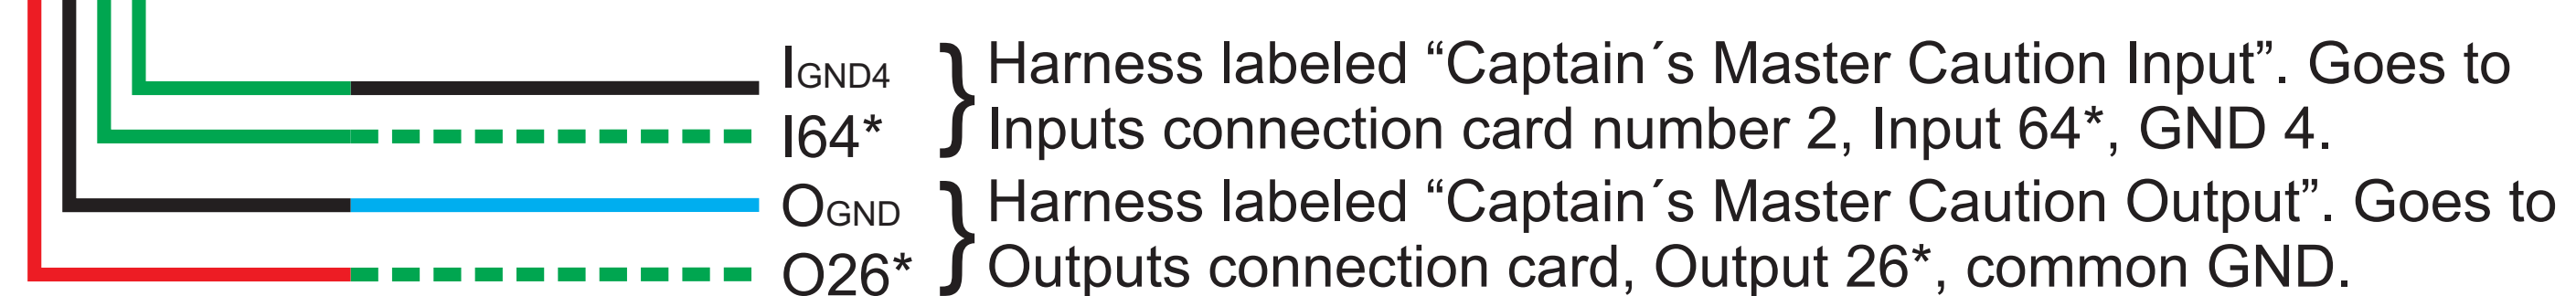 IGND4
I64*
OGND
O26*
Harness labeled “Captain´s Master Caution Input”. Goes to
Inputs connection card number 2, Input 64*, GND 4.
Harness labeled “Captain´s Master Caution Output”. Goes to
Outputs connection card, Output 26*, common GND.